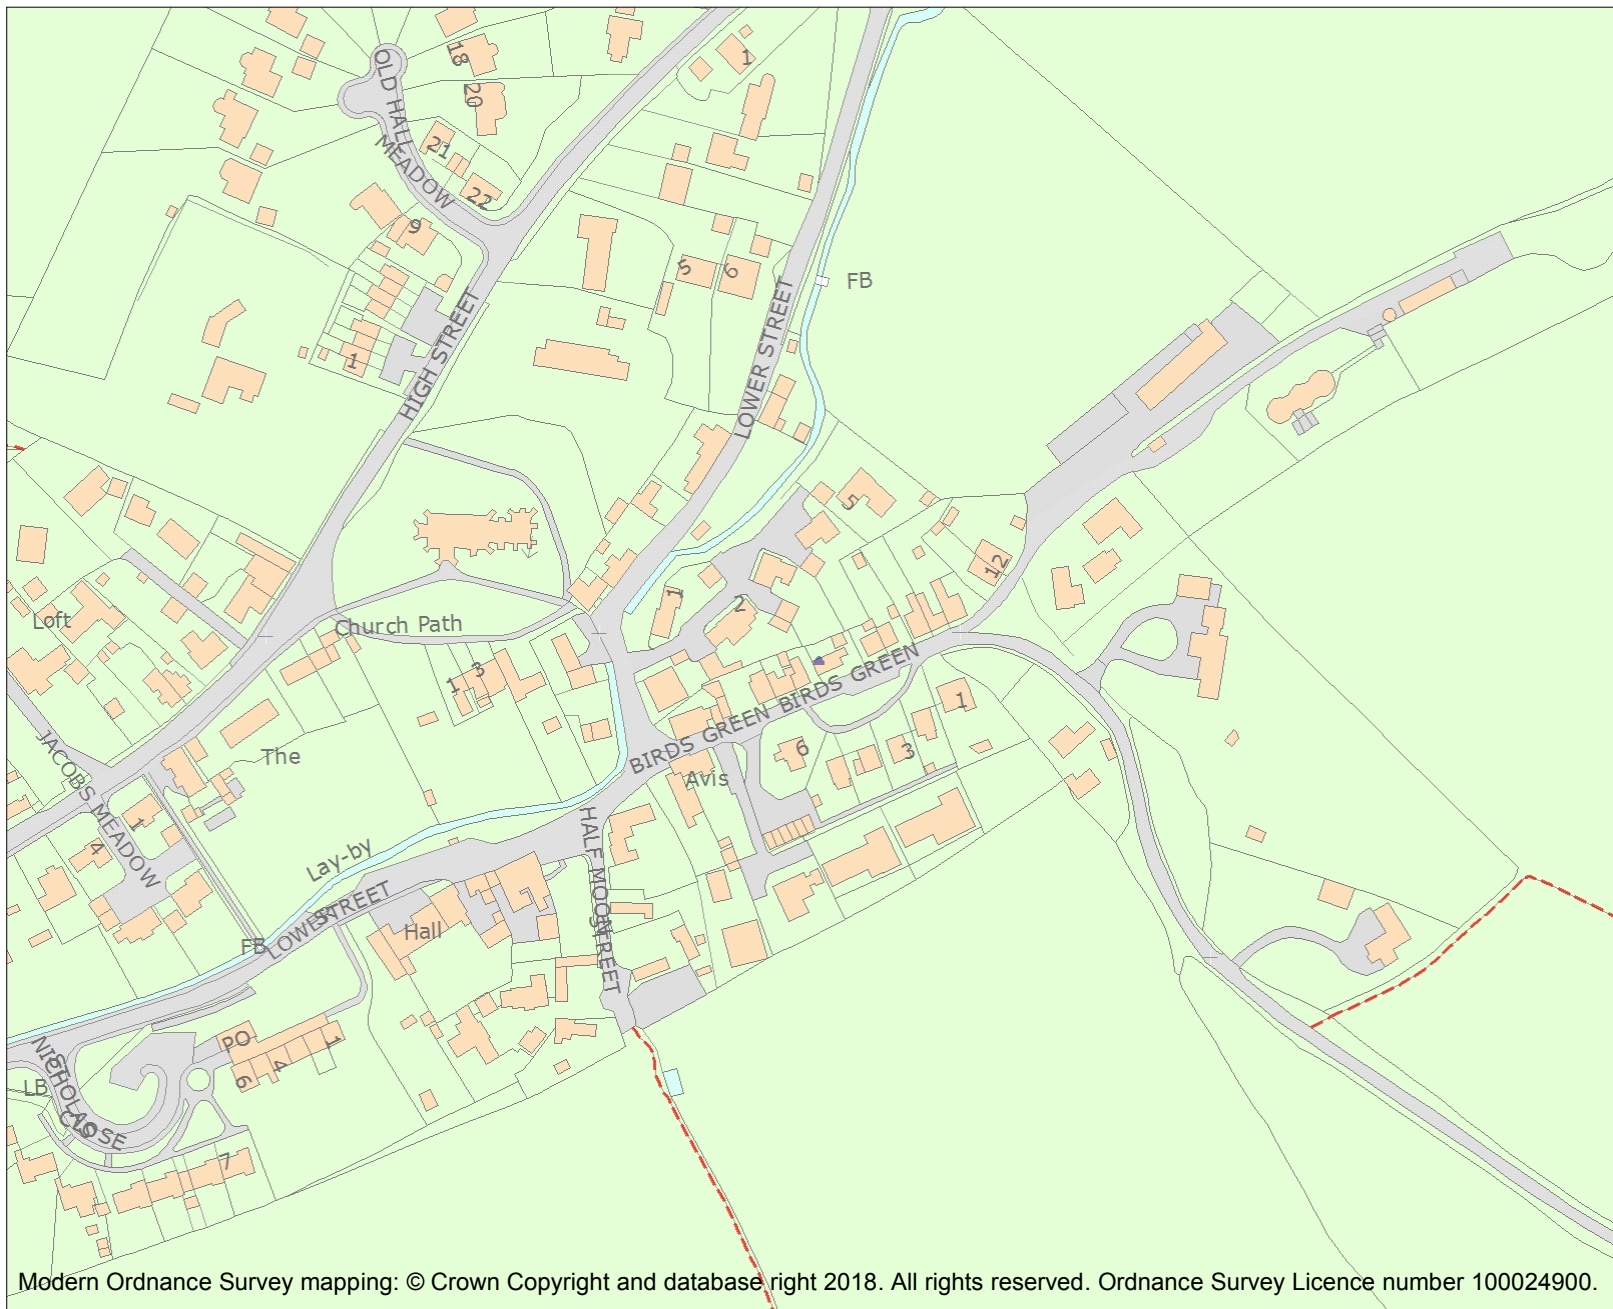 OLD HALL
MEADOW
18
20
21
22
9
1
1
5
6
FB
LOWER STREET
HIGH STREET
5
12
Loft
Church Path
1
2
1
3
BIRDS GREEN
BIRDS GREEN
1
The
6
3
Avis
JACOBS MEADOW
1
4
Lay-by
HALF MOON
STREET
LOWER
STREET
Hall
FB
PO
1
4
6
NICHOLAS
CLOSE
LB
7
Modern Ordnance Survey mapping: © Crown Copyright and database right 2018. All rights reserved. Ordnance Survey Licence number 100024900.